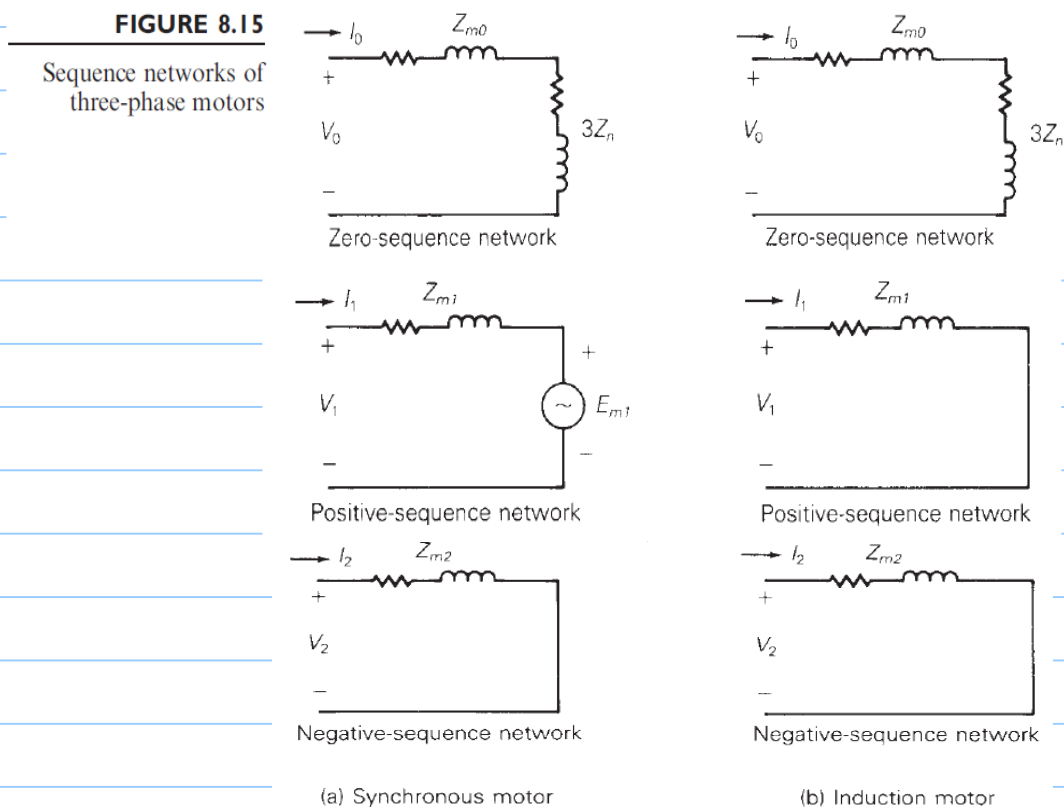 FIGURE 8.15
Sequence networks of
three-phase motors
I0 Zm0
+
V0 3Zn
−
Zero-sequence network
I1 Zm1
+ +
V1 ~ Em1
− −
Positive-sequence network
I2 Zm2
+
V2
−
Negative-sequence network
(a) Synchronous motor
I0 Zm0
+
V0 3Zn
−
Zero-sequence network
I1 Zm1
+
V1
−
Positive-sequence network
I2 Zm2
+
V2
−
Negative-sequence network
(b) Induction motor